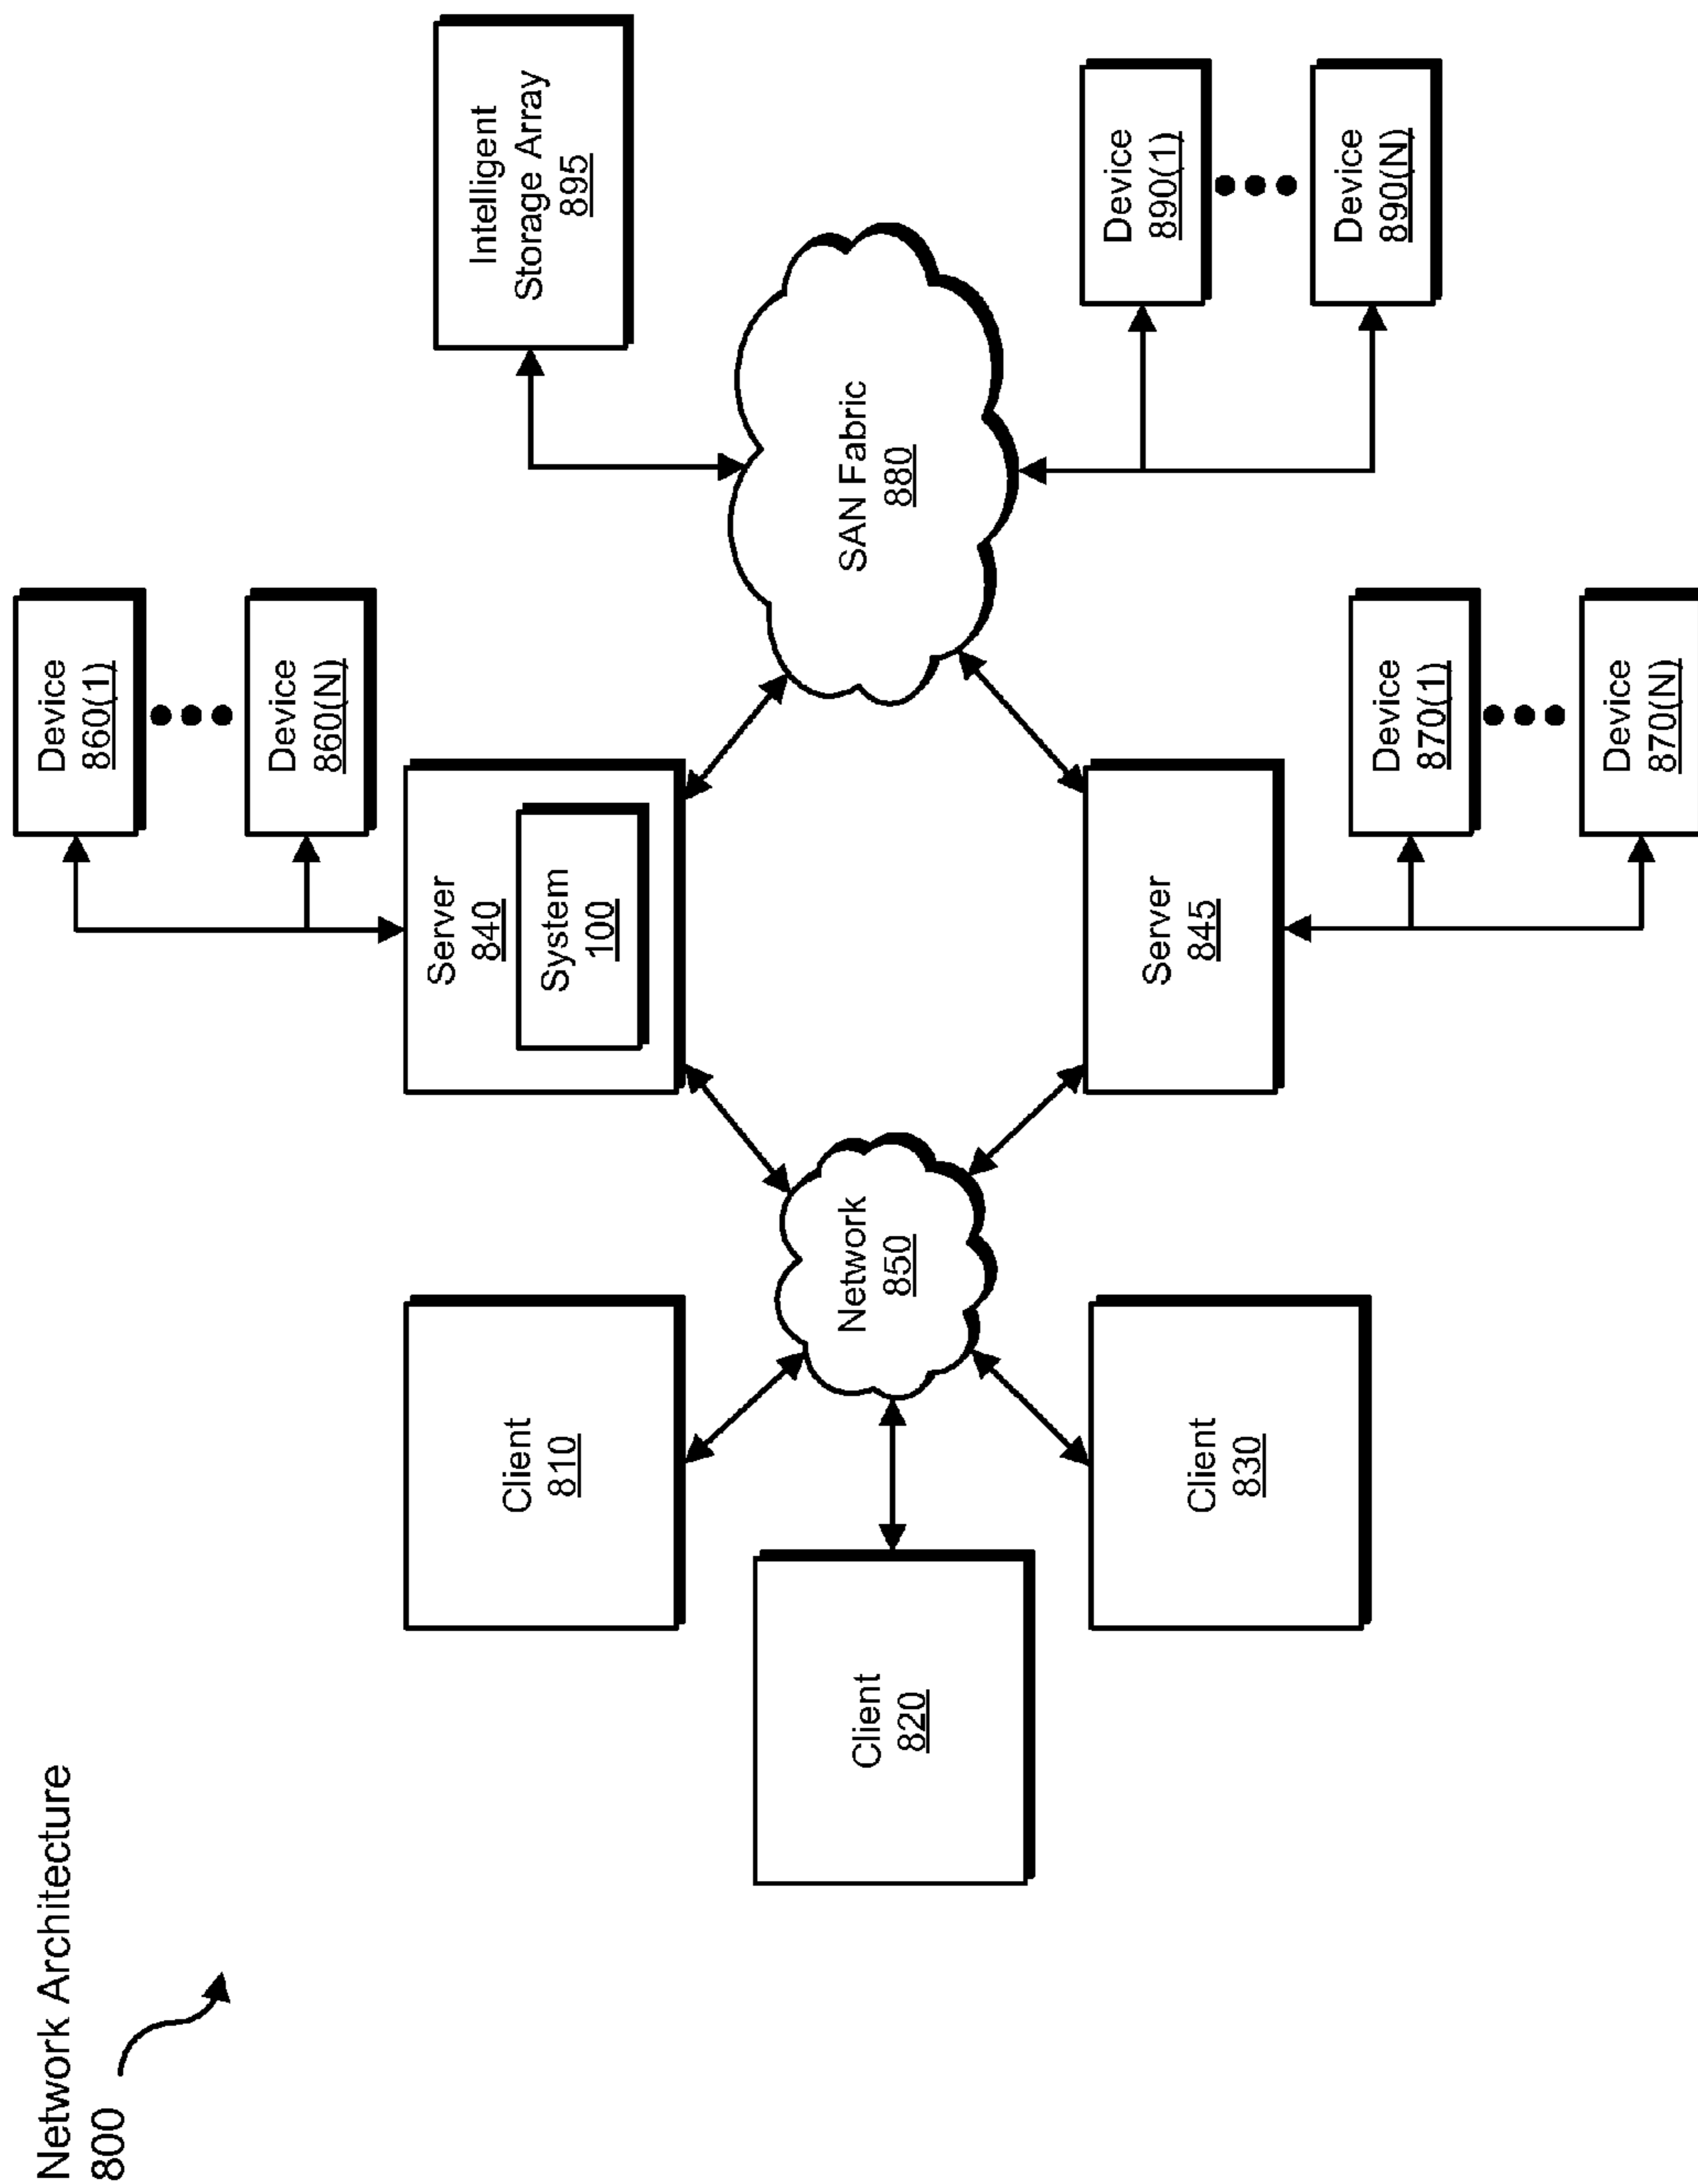 Network Architecture
800
Client
810
Client
820
Client
830
Network
850
Server
840
System
100
Server
845
Device
860(1)
Device
860(N)
Device
870(1)
Device
870(N)
SAN Fabric
880
Intelligent
Storage Array
895
Device
890(1)
Device
890(N)